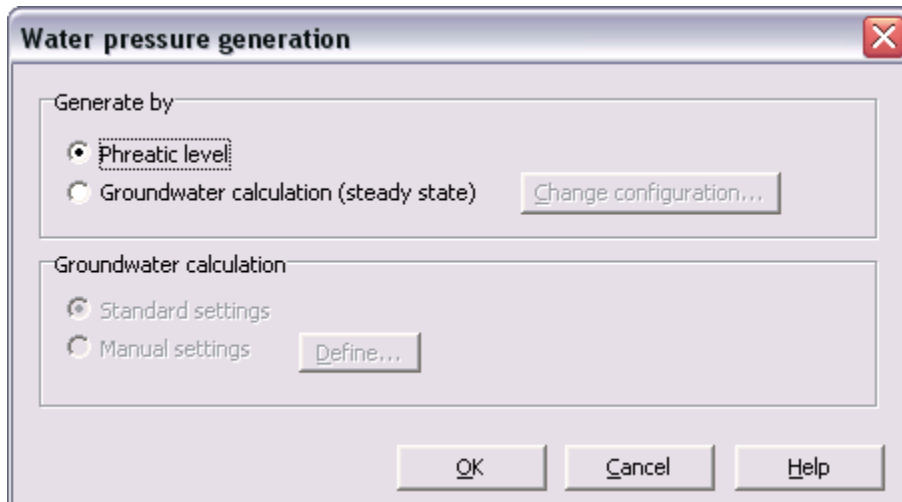 Water pressure generation
Generate by
Phreatic level
Groundwater calculation (steady state) Change configuration...
Groundwater calculation
Standard settings
Manual settings Define...
OK Cancel Help